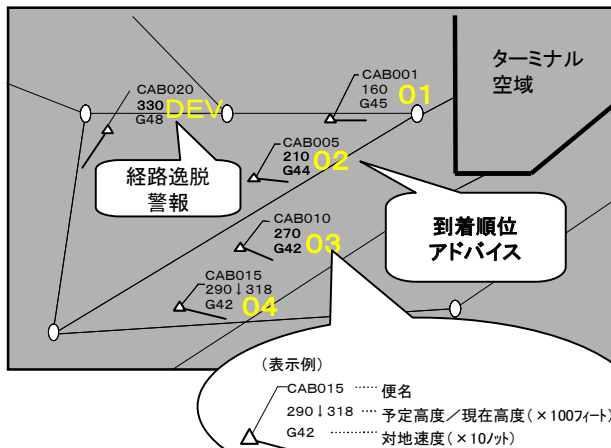 ターミナル
空域
CAB020
330
G48
DEV
経路逸脱
警報
CAB001
160
G45
01
CAB005
210
G44
02
到着順位
アドバイス
CAB010
270
G42
03
CAB015
290↓318
G42
04
(表示例)
CAB015 ‥‥‥ 便名
290↓318 ‥‥ 予定高度/現在高度(×100フィート)
G42 ‥‥‥‥‥ 対地速度(×10ノット)